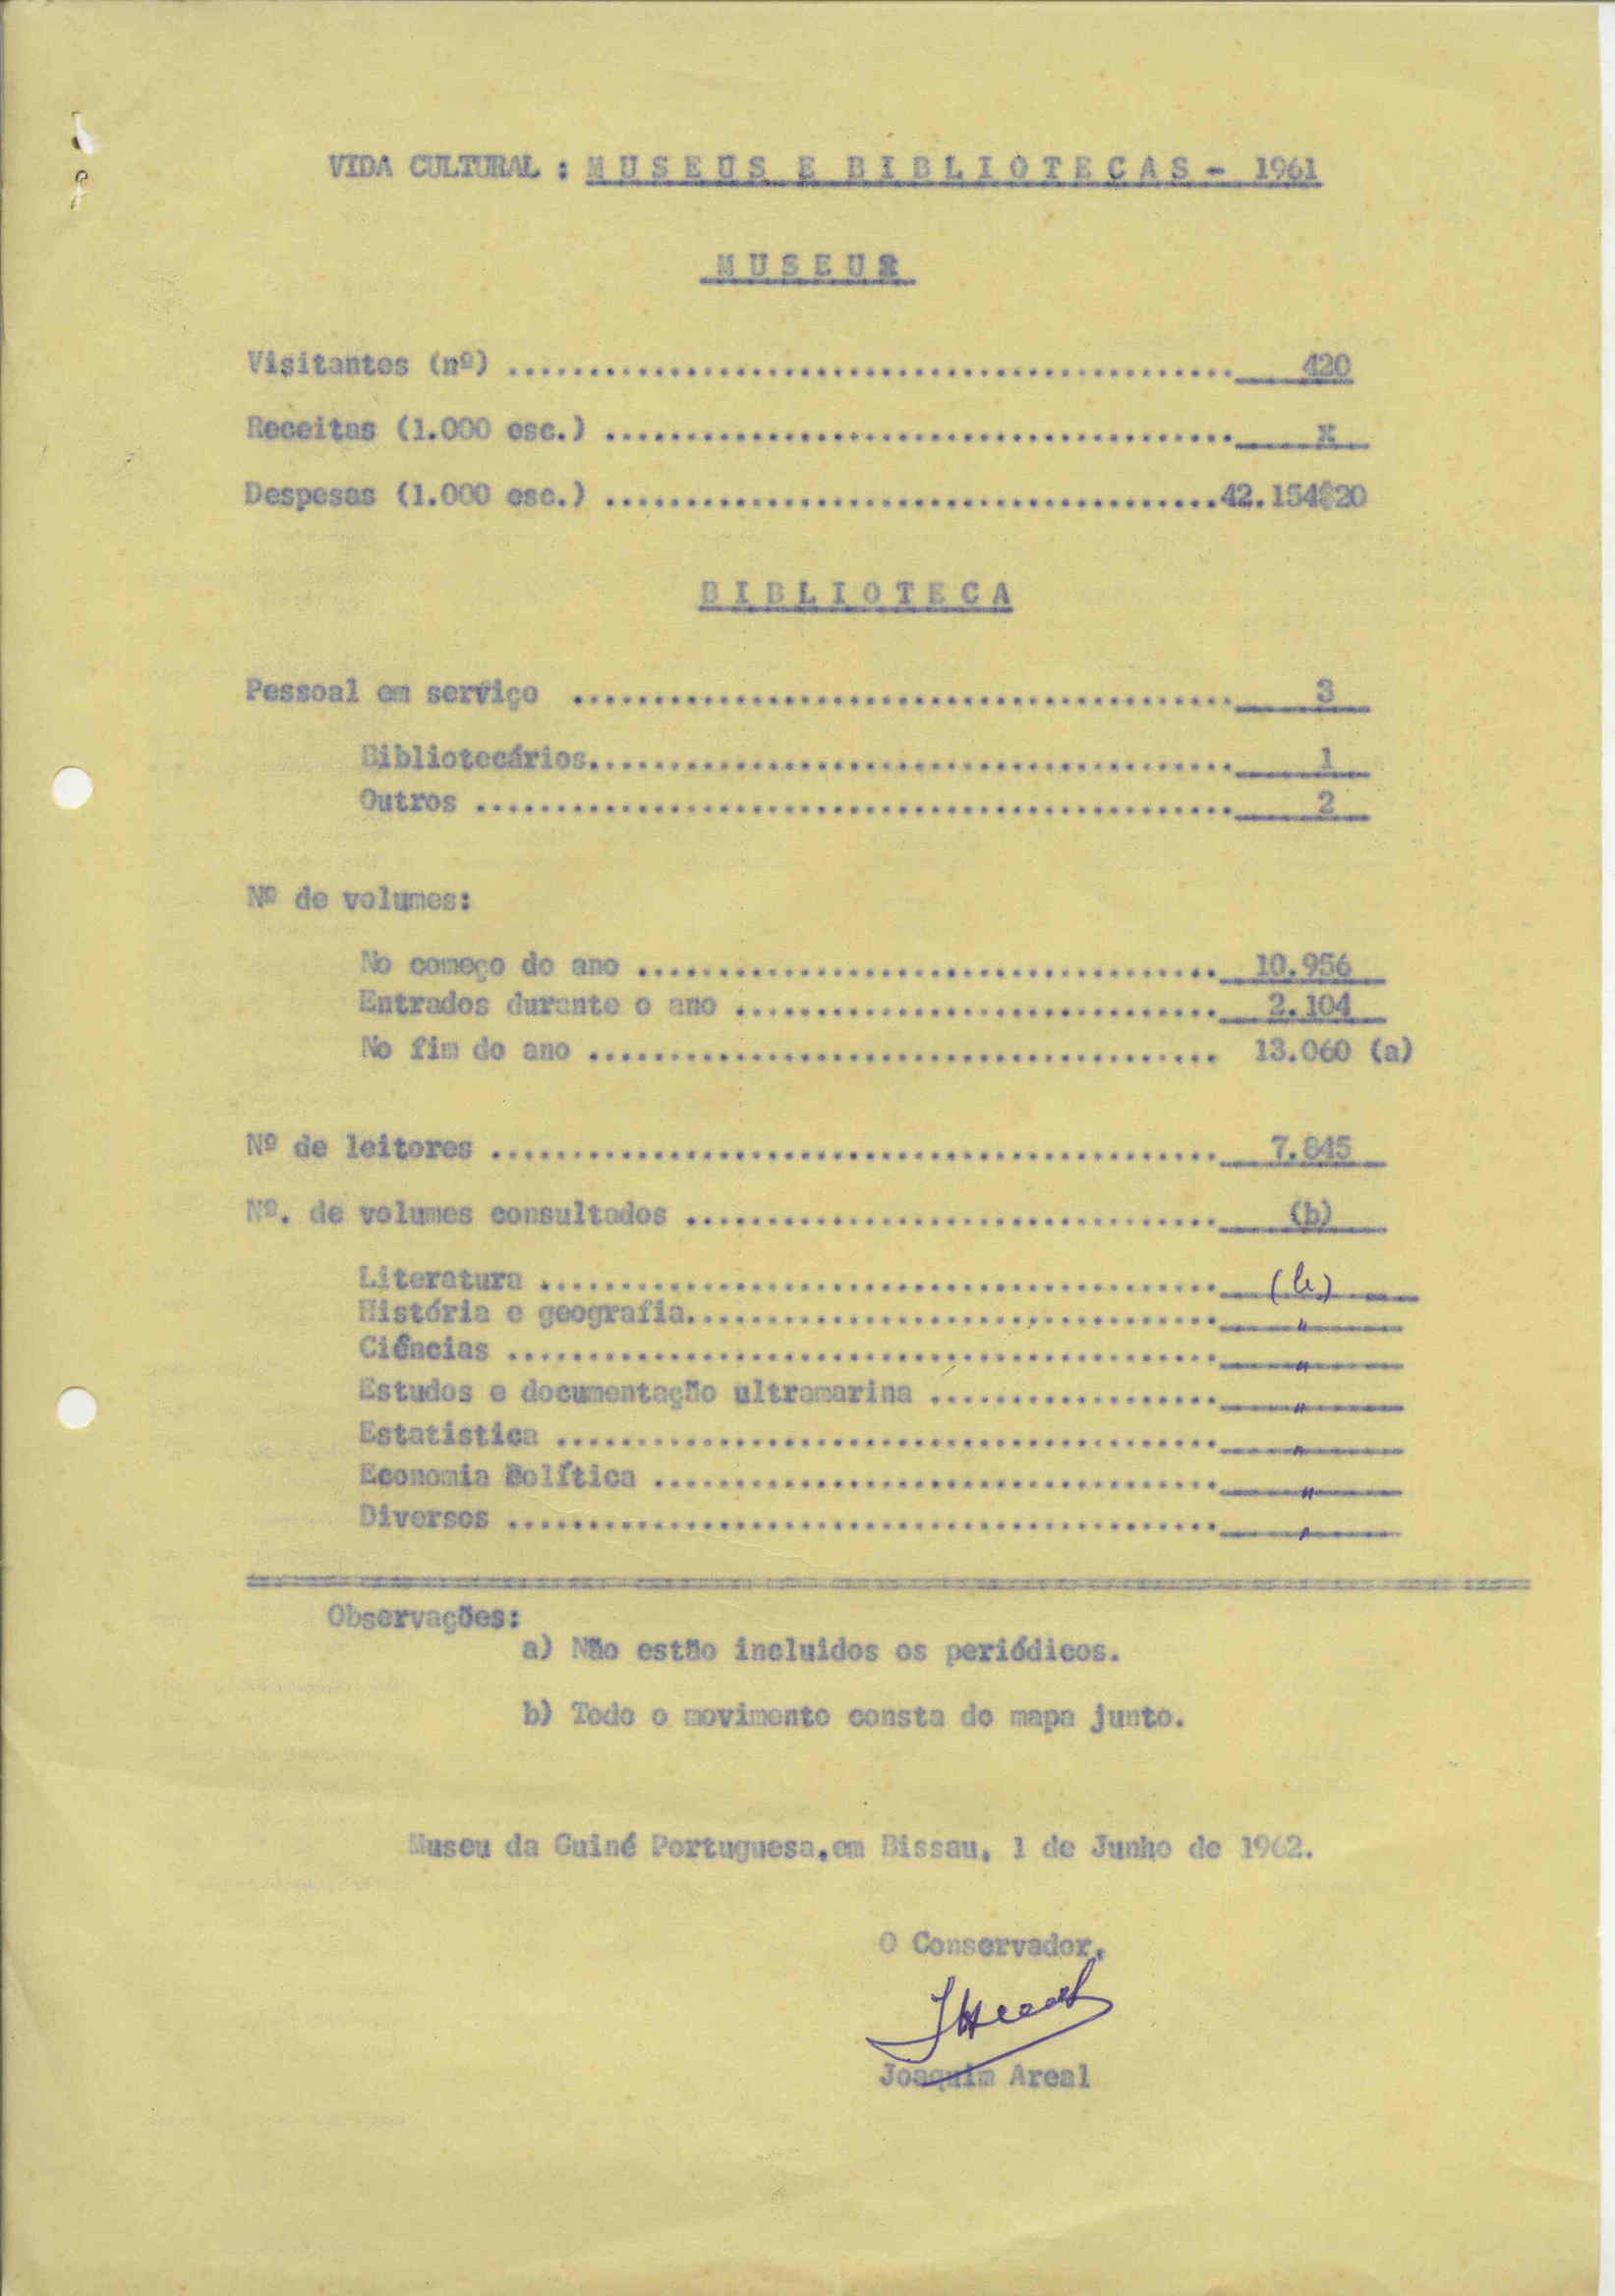 VIDA CULTURAL : M U S E U S E B I B L I O T E C A S - 1961
M U S E U
Visitantes (nº) ............................................. 420
Receitas (1.000 esc.) ....................................... x
Despesas (1.000 esc.) ......................................42.154$20
B I B L I O T E C A
Pessoal em serviço ......................................... 3
Bibliotecários........................................ 1
Outros ............................................... 2
Nº de volumes:
No começo do ano .................................... 10.956
Entrados durante o ano .............................. 2.104
No fim do ano ....................................... 13.060 (a)
Nº de leitores ............................................. 7.845
Nº. de volumes consultados ................................. (b)
Literatura .......................................... (b)
História e geografia................................. "
Ciências ............................................ "
Estudos e documentação ultramarina .................. "
Estatistica ......................................... "
Economia Política ................................... "
Diversos ............................................ "
Observações:
a) Não estão incluidos os periódicos.
b) Todo o movimento consta do mapa junto.
Museu da Guiné Portuguesa,em Bissau, 1 de Junho de 1962.
O Conservador,
JAreal
Joaquim Areal